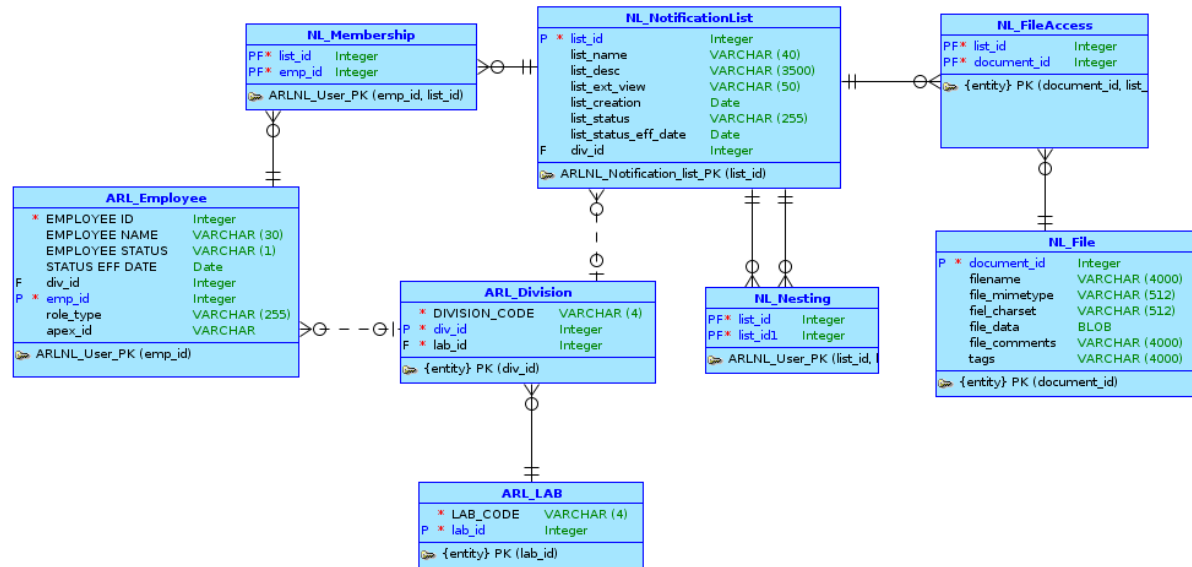 NL_Membership
PF* list_id Integer
PF* emp_id Integer
ARLNL_User_PK (emp_id, list_id)
NL_NotificationList
P * list_id Integer
list_name VARCHAR (40)
list_desc VARCHAR (3500)
list_ext_view VARCHAR (50)
list_creation Date
list_status VARCHAR (255)
list_status_eff_date Date
F div_id Integer
ARLNL_Notification_list_PK (list_id)
NL_FileAccess
PF* list_id Integer
PF* document_id Integer
{entity} PK (document_id, list_
ARL_Employee
* EMPLOYEE ID Integer
EMPLOYEE NAME VARCHAR (30)
EMPLOYEE STATUS VARCHAR (1)
STATUS EFF DATE Date
F div_id Integer
P * emp_id Integer
role_type VARCHAR (255)
apex_id VARCHAR
ARLNL_User_PK (emp_id)
ARL_Division
* DIVISION_CODE VARCHAR (4)
P * div_id Integer
F * lab_id Integer
{entity} PK (div_id)
NL_Nesting
PF* list_id Integer
PF* list_id1 Integer
ARLNL_User_PK (list_id, l
NL_File
P * document_id Integer
filename VARCHAR (4000)
file_mimetype VARCHAR (512)
fiel_charset VARCHAR (512)
file_data BLOB
file_comments VARCHAR (4000)
tags VARCHAR (4000)
{entity} PK (document_id)
ARL_LAB
* LAB_CODE VARCHAR (4)
P * lab_id Integer
{entity} PK (lab_id)